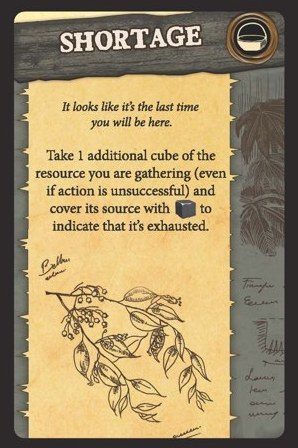 SHORTAGE
It looks like it's the last time
you will be here.
Take 1 additional cube of the
resource you are gathering (even
if action is unsuccessful) and
cover its source with to
indicate that it's exhausted.